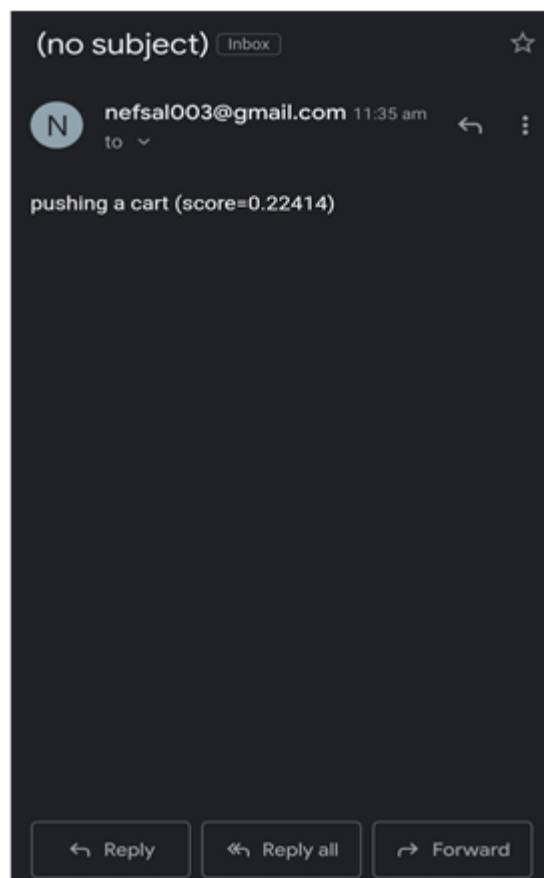 (no subject) Inbox
N
nefsal003@gmail.com 11:35 am
to
pushing a cart (score=0.22414)
Reply Reply all Forward